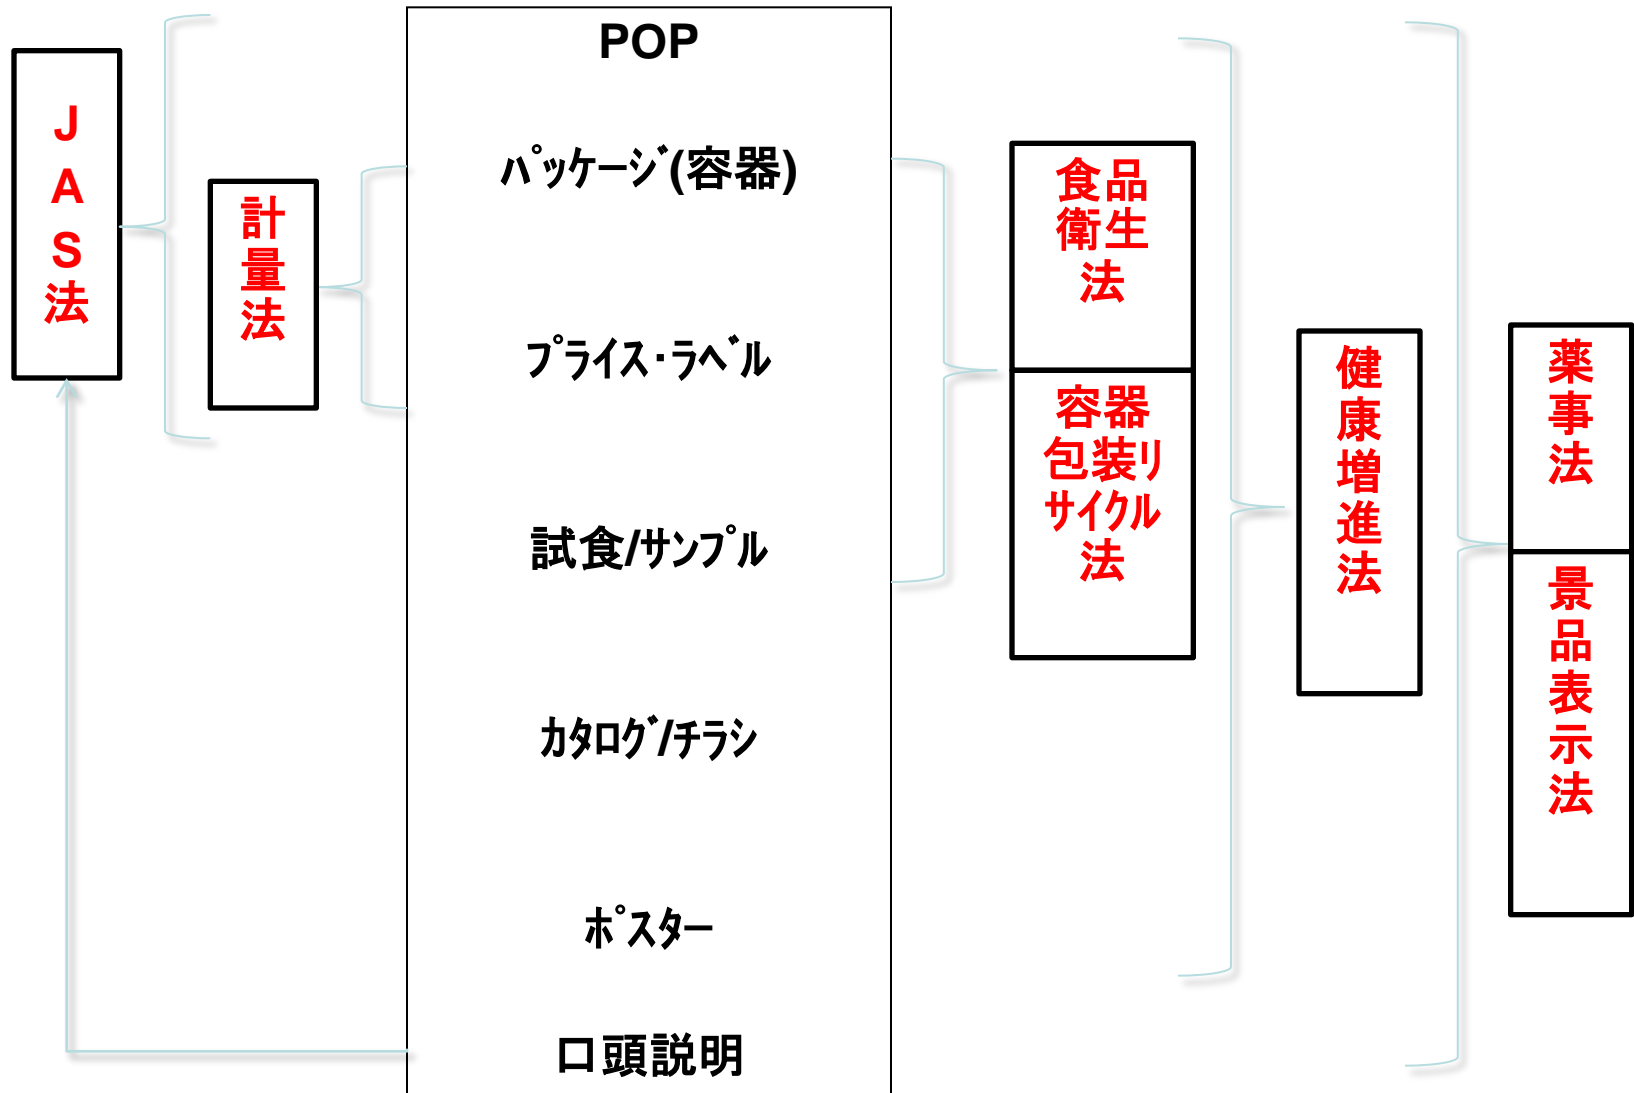 J
A
S
法
計
量
法
POP
ﾊﾟｯｹｰｼﾞ(容器)
ﾌﾟﾗｲｽ･ﾗﾍﾞﾙ
試食/ｻﾝﾌﾟﾙ
ｶﾀﾛｸﾞ/ﾁﾗｼ
ﾎﾟｽﾀｰ
口頭説明
食品
衛生
法
容器
包装ﾘ
ｻｲｸﾙ
法
健
康
増
進
法
薬
事
法
景
品
表
示
法